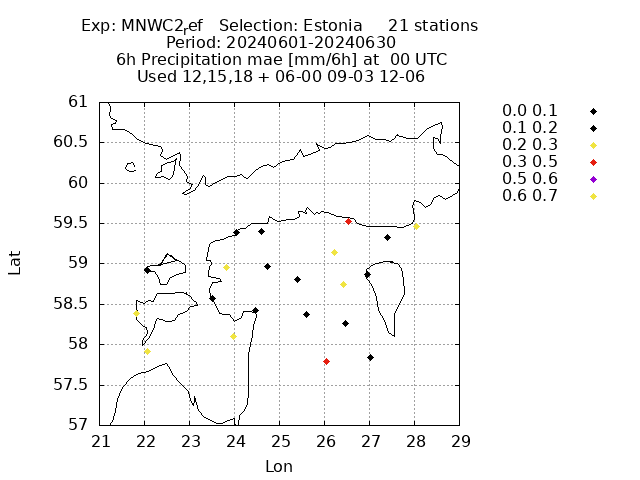 Exp: MNWC2ref   Selection: Estonia     21 stations
Period: 20240601-20240630
6h Precipitation mae [mm/6h] at  00 UTC
Used 12,15,18 + 06-00 09-03 12-06
0.0 0.1
0.1 0.2
0.2 0.3
0.3 0.5
0.5 0.6
0.6 0.7
61
60.5
60
59.5
59
58.5
58
57.5
57
Lat
21 22 23 24 25 26 27 28 29
Lon